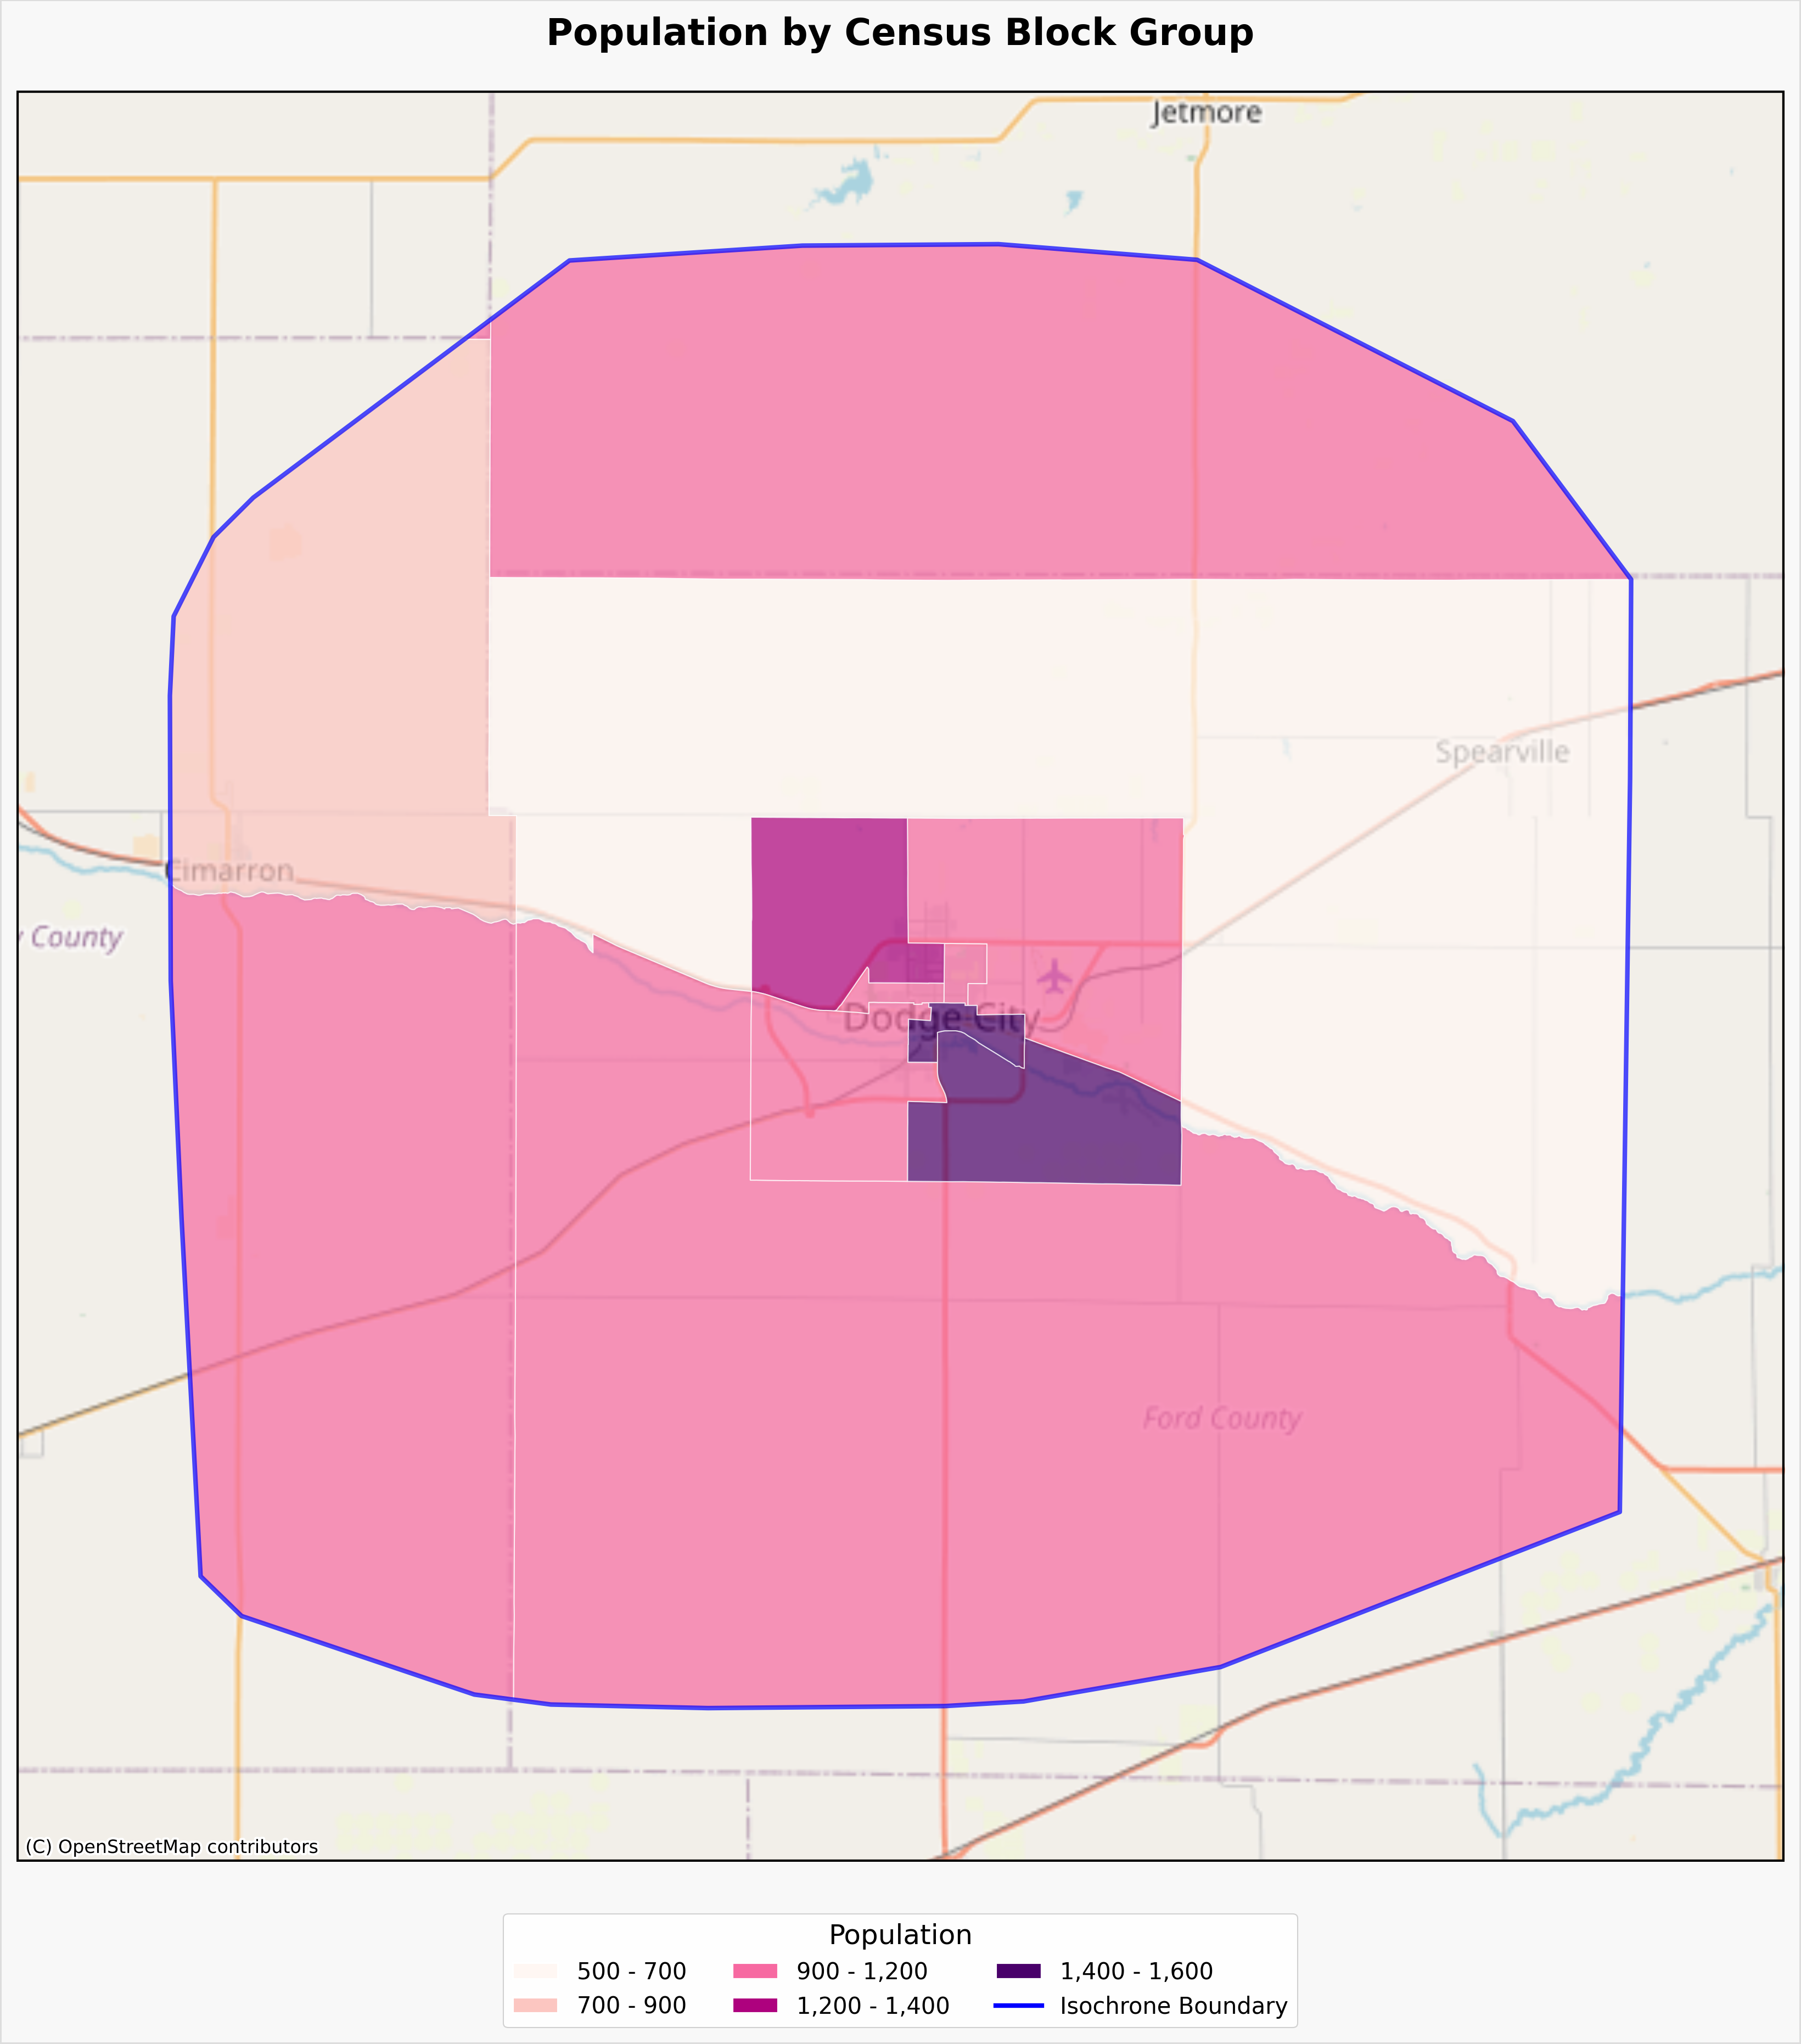 Population by Census Block Group
Jetmore
Spearville
Cimarron
y County
Dodge City
Ford County
(C) OpenStreetMap contributors
Population
500 - 700
900 - 1,200
1,400 - 1,600
700 - 900
1,200 - 1,400
Isochrone Boundary